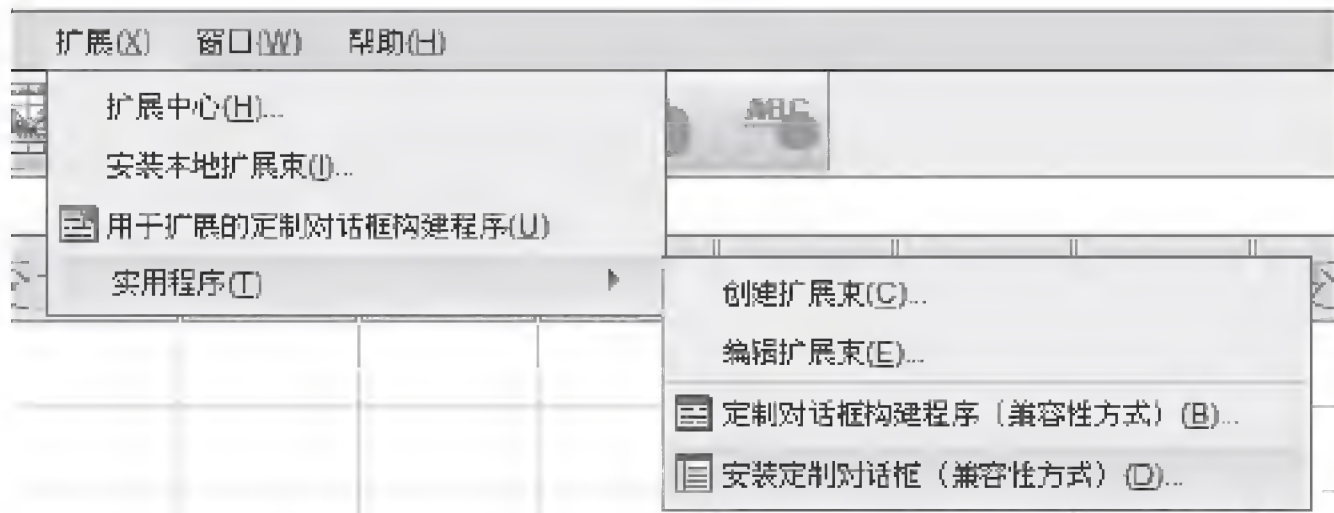 扩展(X) 窗口(W) 帮助(H)
扩展中心(H)...
ABC
安装本地扩展束(I)...
用于扩展的定制对话框构建程序(U)
实用程序(T)
创建扩展束(C)...
编辑扩展束(E)...
定制对话框构建程序（兼容性方式）(B)...
安装定制对话框（兼容性方式）(D)...